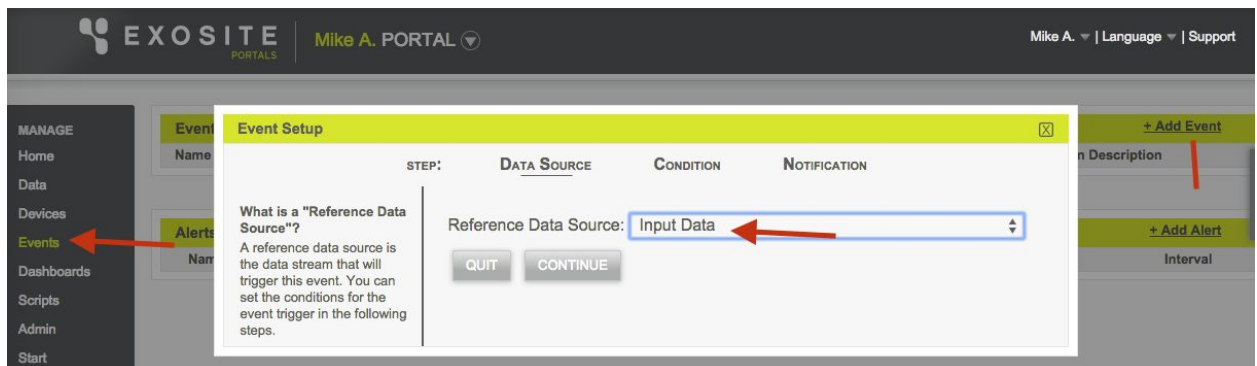 EXOSITE
PORTALS
Mike A. PORTAL
Mike A. | Language | Support
MANAGE
Home
Data
Devices
Events
Dashboards
Scripts
Admin
Start
Event
+ Add Event
Name
n Description
Alerts
+ Add Alert
Nam
Interval
Event Setup
X
STEP: DATA SOURCE CONDITION NOTIFICATION
What is a "Reference Data
Source"?
A reference data source is
the data stream that will
trigger this event. You can
set the conditions for the
event trigger in the following
steps.
Reference Data Source: Input Data
QUIT CONTINUE